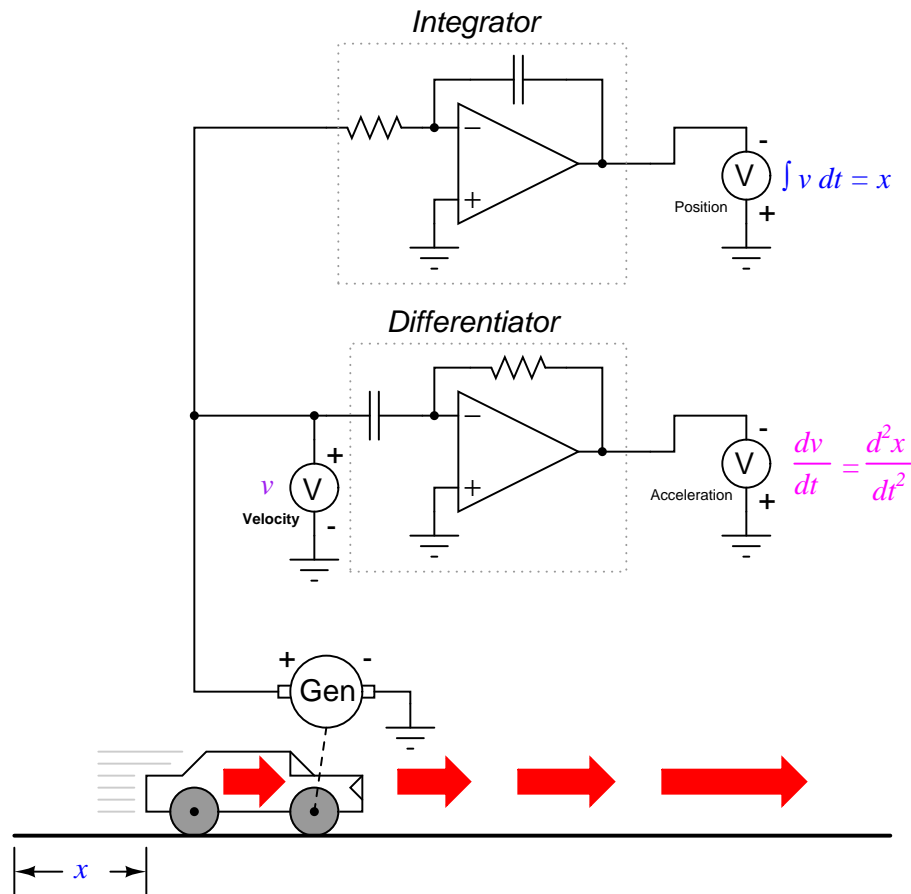 Integrator
−
+
-
V
+
Position
∫ v dt = x
Differentiator
−
+
-
V
+
Acceleration
dv/dt = d²x/dt²
+
v
V
Velocity
-
+
-
Gen
x